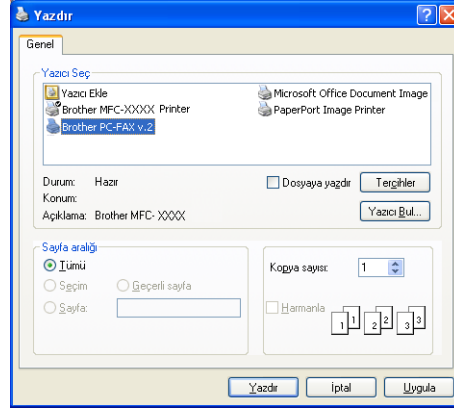 Yazdır
Genel
Yazıcı Seç
Yazıcı Ekle
Microsoft Office Document Image
Brother MFC-XXXX Printer
PaperPort Image Printer
Brother PC-FAX v.2
Durum: Hazır
Dosyaya yazdır
Tercihler
Konum:
Açıklama: Brother MFC- XXXX
Yazıcı Bul...
Sayfa aralığı
Tümü
Kopya sayısı: 1
Seçim
Geçerli sayfa
Sayfa:
Harmanla
1 1 2 2 3 3
Yazdır
İptal
Uygula